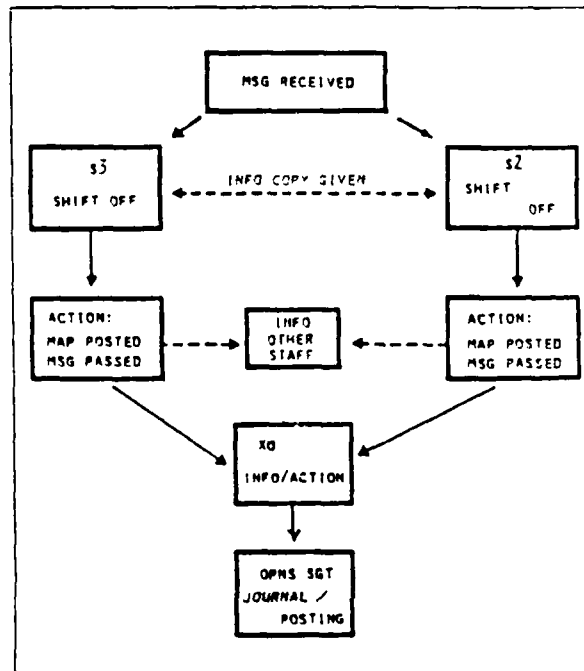 MSG RECEIVED
S3
SHIFT OFF
INFO COPY GIVEN
S2
SHIFT
OFF
ACTION:
MAP POSTED
MSG PASSED
INFO
OTHER
STAFF
ACTION:
MAP POSTED
MSG PASSED
XO
INFO/ACTION
OPNS SGT
JOURNAL /
POSTING